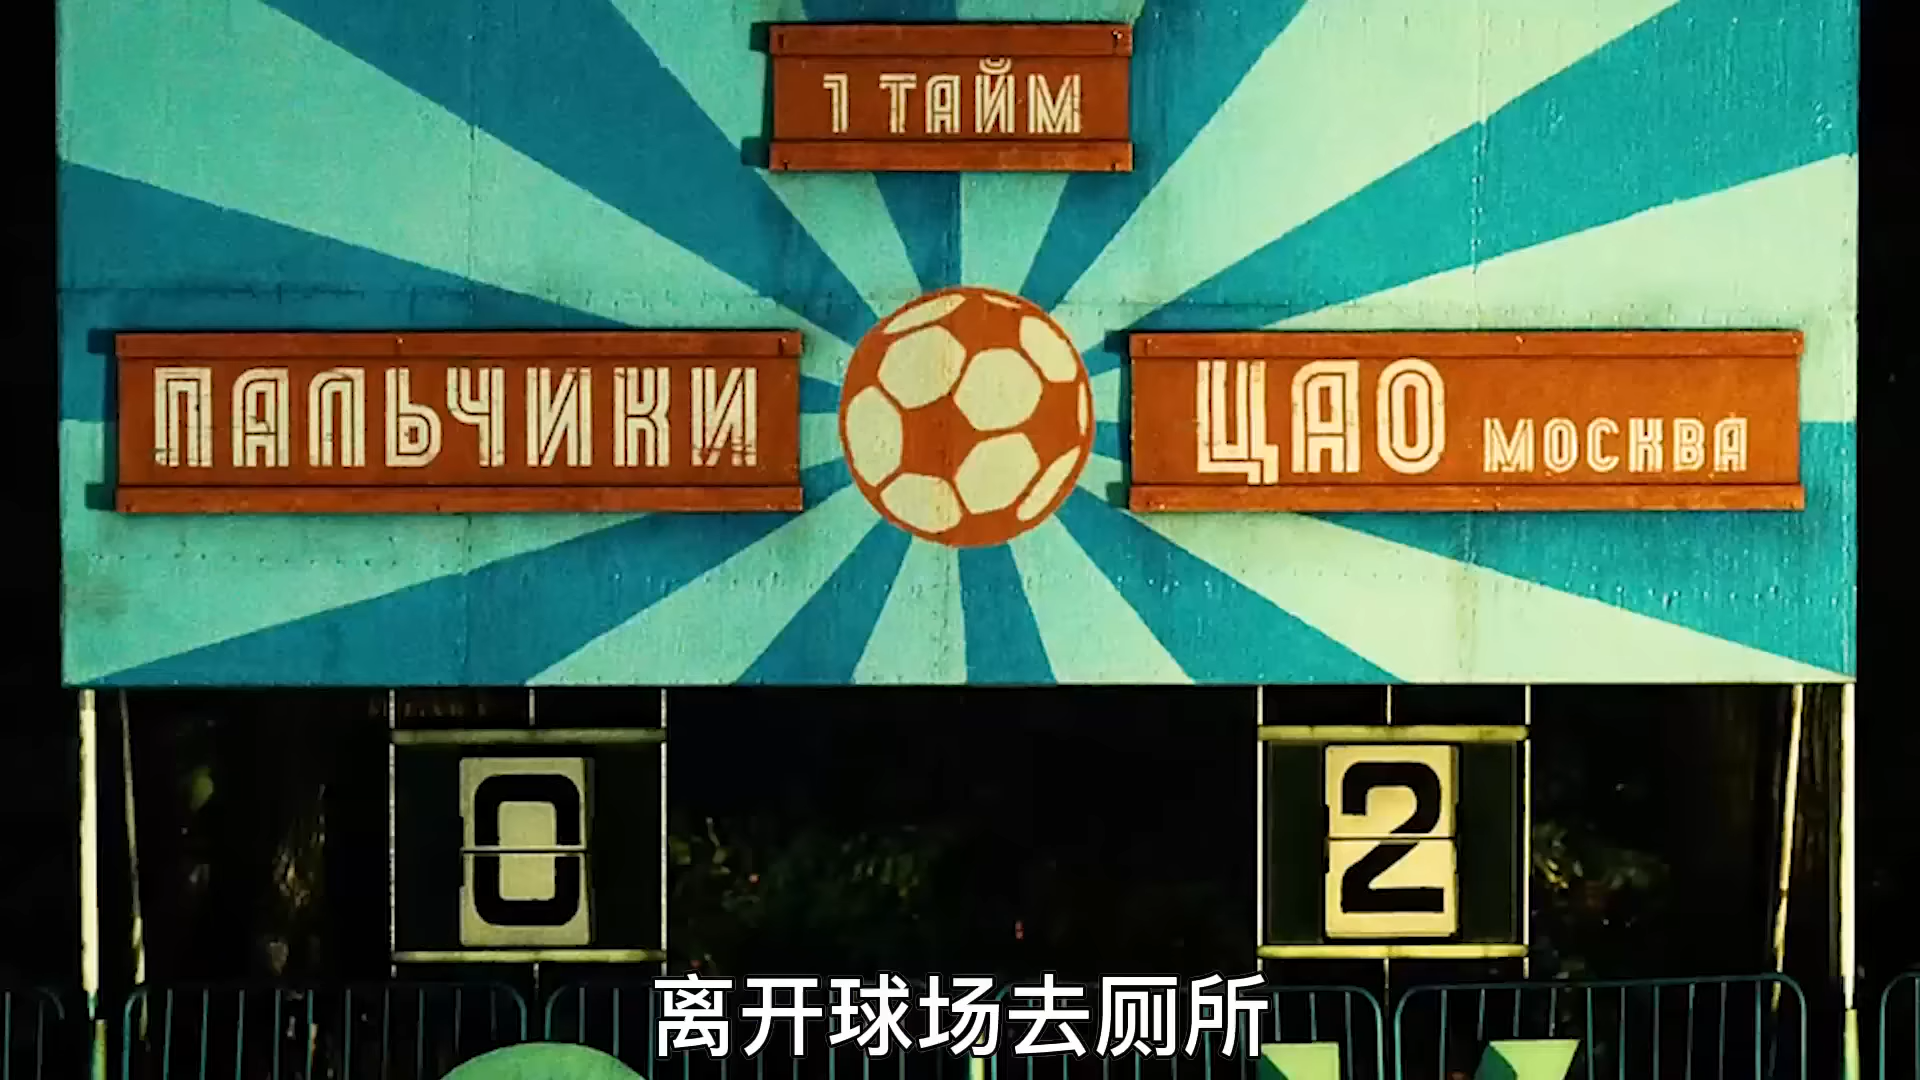 1 ТАЙМ
ПАЛЬЧИКИ
ЦАО МОСКВА
0
2
离开球场去厕所